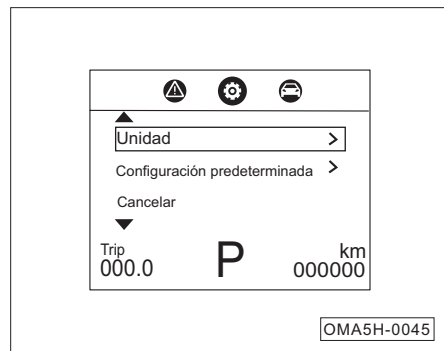 Unidad >
Configuración predeterminada >
Cancelar
Trip
000.0
P
km
000000
OMA5H-0045